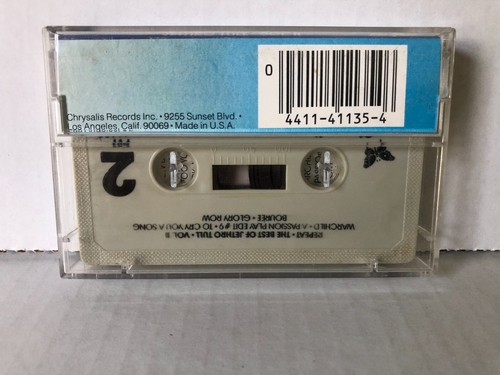 0
4411-41135-4
Chrysalis Records Inc. • 9255 Sunset Blvd. •
Los Angeles, Calif. 90069 • Made in U.S.A.
2
REPEAT • THE BEST OF JETHRO TULL • VOL II
WARCHILD • A PASSION PLAY EDIT #9 • TO CRY YOU A SONG
BOUREE • GLORY ROW